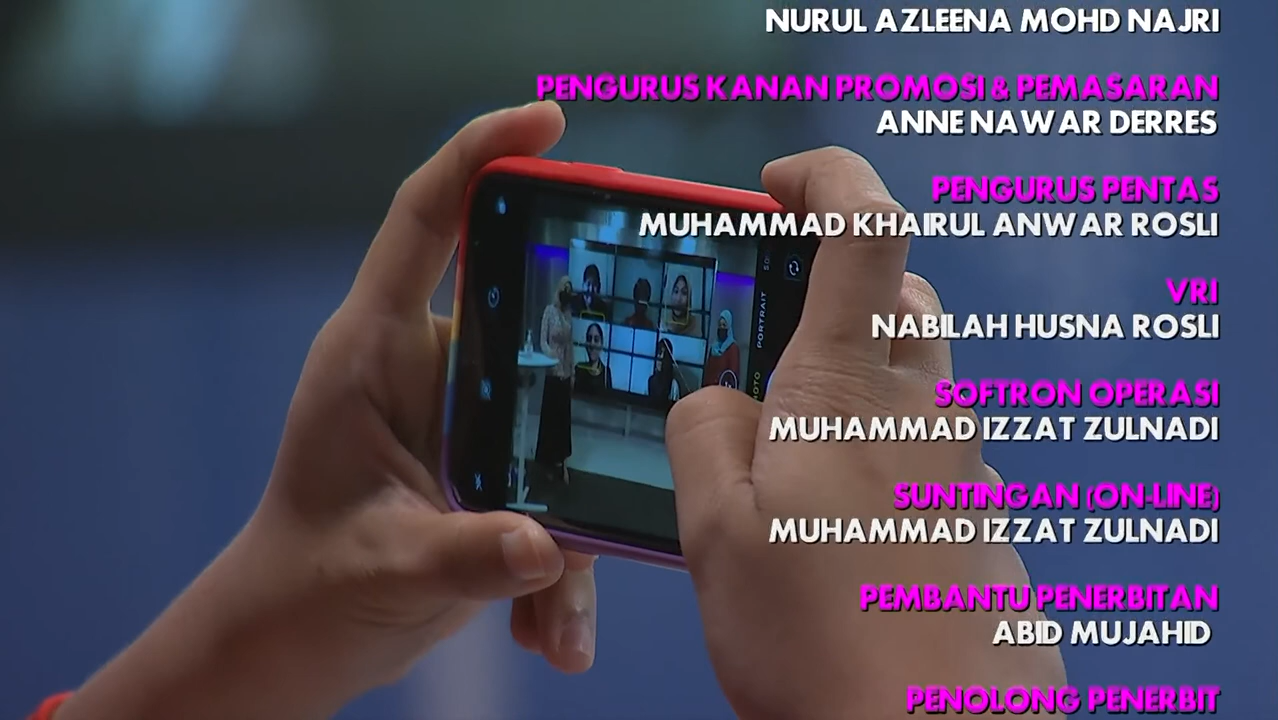 NURUL AZLEENA MOHD NAJRI
PENGURUS KANAN PROMOSI & PEMASARAN
ANNE NAWAR DERRES
PENGURUS PENTAS
MUHAMMAD KHAIRUL ANWAR ROSLI
VRI
NABILAH HUSNA ROSLI
SOFTRON OPERASI
MUHAMMAD IZZAT ZULNADI
SUNTINGAN (ON-LINE)
MUHAMMAD IZZAT ZULNADI
PEMBANTU PENERBITAN
ABID MUJAHID
PENOLONG PENERBIT
PORTRAIT